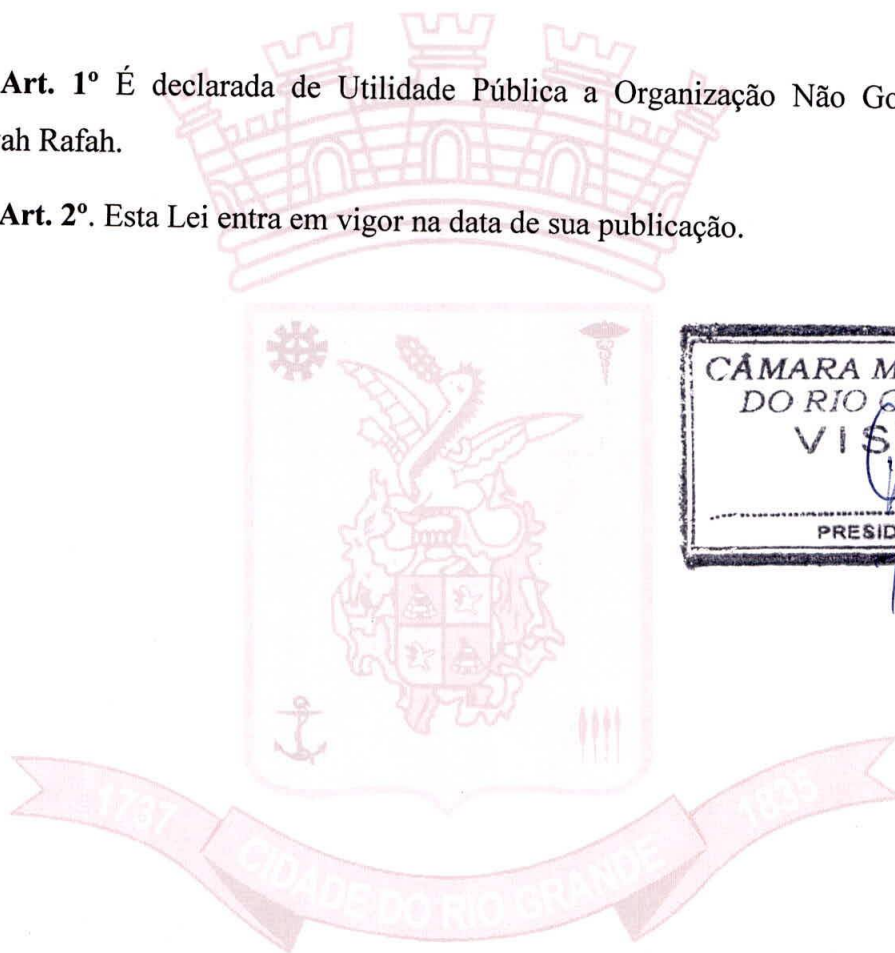 Art. 1º É declarada de Utilidade Pública a Organização Não Go
ah Rafah.
Art. 2º. Esta Lei entra em vigor na data de sua publicação.
CÂMARA M
DO RIO G
VIS
PRESID
1737
CIDADE DO RIO GRANDE
1835